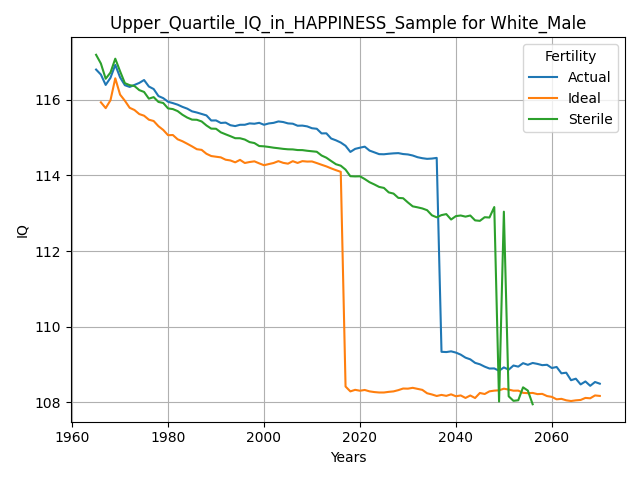 Upper_Quartile_IQ_in_HAPPINESS_Sample for White_Male
Fertility
Actual
Ideal
Sterile
116
114
112
110
108
IQ
1960
1980
2000
2020
2040
2060
Years